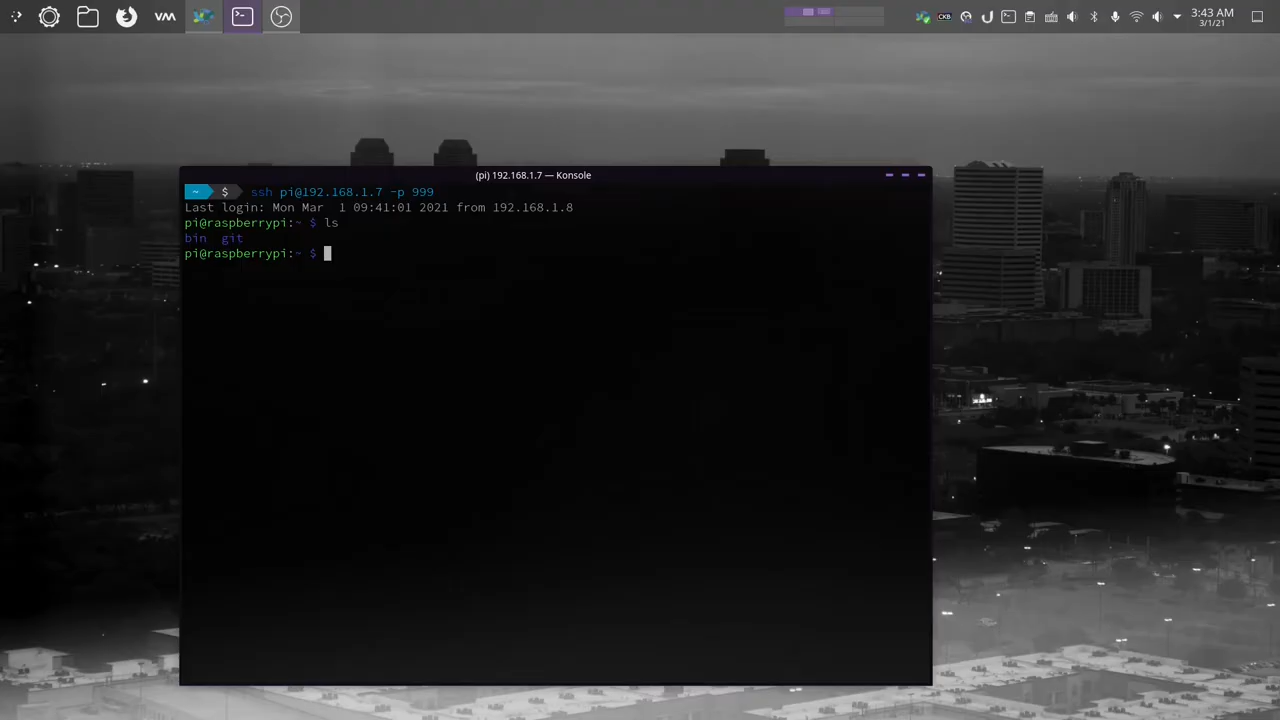 VM
CKB
3:43 AM
3/1/21
(pi) 192.168.1.7 — Konsole
~ $ ssh pi@192.168.1.7 -p 999
Last login: Mon Mar  1 09:41:01 2021 from 192.168.1.8
pi@raspberrypi:~ $ ls
bin  git
pi@raspberrypi:~ $